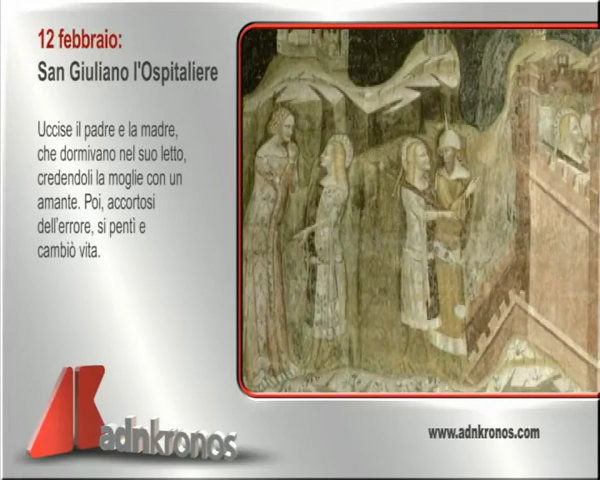 12 febbraio:
San Giuliano l'Ospitaliere
Uccise il padre e la madre,
che dormivano nel suo letto,
credendoli la moglie con un
amante. Poi, accortosi
dell'errore, si pentì e
cambiò vita.
adnkronos
www.adnkronos.com